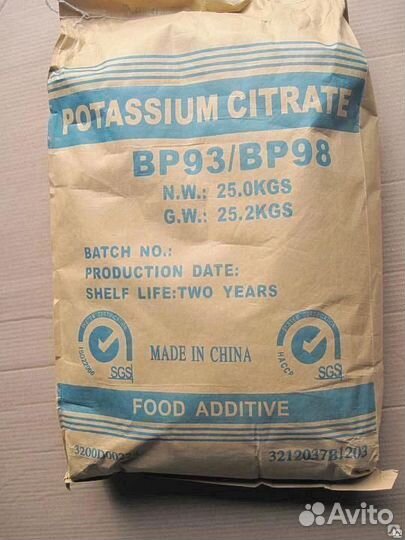 POTASSIUM CITRATE
BP93/BP98
N.W.: 25.0KGS
G.W.: 25.2KGS
BATCH NO.:
PRODUCTION DATE:
SHELF LIFE:TWO YEARS
SGS
MADE IN CHINA
HACCP
SGS
FOOD ADDITIVE
Avito